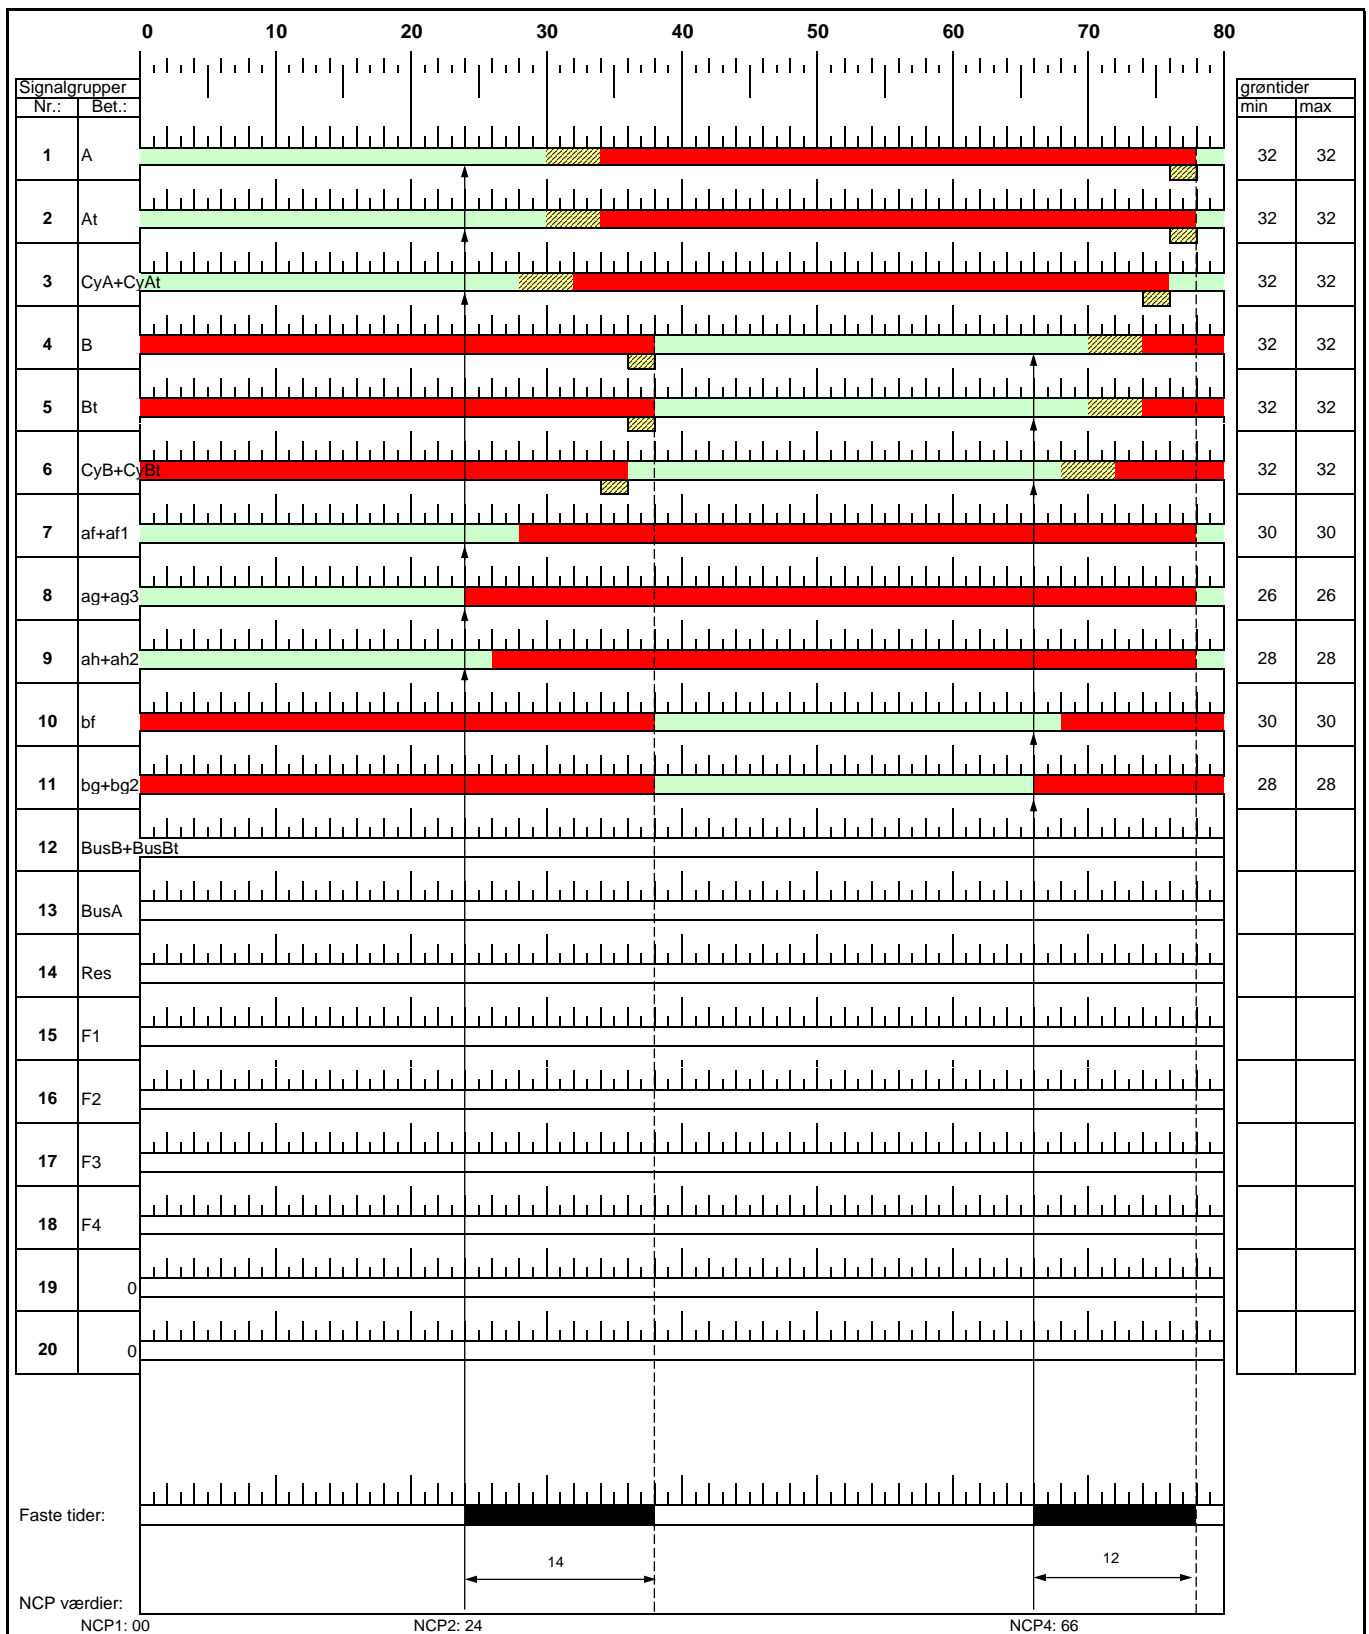 0 10 20 30 40 50 60 70 80
Signalgrupper grøntider
Nr.: Bet.: min max
1 A 32 32
2 At 32 32
3 CyA+CyAt 32 32
4 B 32 32
5 Bt 32 32
6 CyB+CyBt 32 32
7 af+af1 30 30
8 ag+ag3 26 26
9 ah+ah2 28 28
10 bf 30 30
11 bg+bg2 28 28
12 BusB+BusBt
13 BusA
14 Res
15 F1
16 F2
17 F3
18 F4
19 0
20 0
Faste tider:
14 12
NCP værdier:
NCP1: 00 NCP2: 24 NCP4: 66